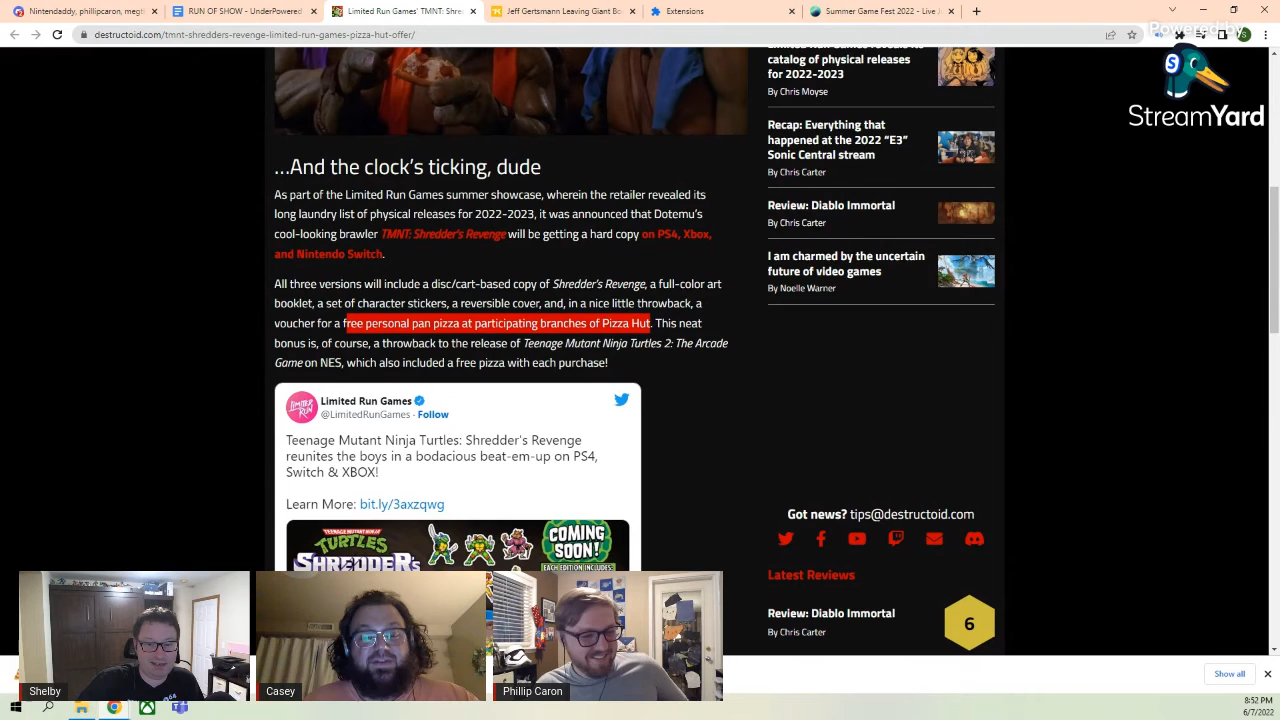 Nintendaddy, phillipcaron, megt
RUN OF SHOW - UnderPowered
Limited Run Games' TMNT: Shre
Jeff Gertsmann Leaving Giant Bo
Extensions
Summer Game Fest 2022 - Live
destructoid.com/tmnt-shredders-revenge-limited-run-games-pizza-hut-offer/
Powered by
StreamYard
catalog of physical releases
for 2022-2023
By Chris Moyse
Recap: Everything that
happened at the 2022 “E3”
Sonic Central stream
By Chris Carter
Review: Diablo Immortal
By Chris Carter
I am charmed by the uncertain
future of video games
By Noelle Warner
…And the clock’s ticking, dude
As part of the Limited Run Games summer showcase, wherein the retailer revealed its
long laundry list of physical releases for 2022-2023, it was announced that Dotemu’s
cool-looking brawler TMNT: Shredder’s Revenge will be getting a hard copy on PS4, Xbox,
and Nintendo Switch.
All three versions will include a disc/cart-based copy of Shredder’s Revenge, a full-color art
booklet, a set of character stickers, a reversible cover, and, in a nice little throwback, a
voucher for a free personal pan pizza at participating branches of Pizza Hut. This neat
bonus is, of course, a throwback to the release of Teenage Mutant Ninja Turtles 2: The Arcade
Game on NES, which also included a free pizza with each purchase!
Limited Run Games
@LimitedRunGames · Follow
Teenage Mutant Ninja Turtles: Shredder's Revenge
reunites the boys in a bodacious beat-em-up on PS4,
Switch & XBOX!
Learn More: bit.ly/3axzqwg
TEENAGE MUTANT NINJA
TURTLES
SHREDDER'S
COMING
SOON!
EACH EDITION INCLUDES:
Got news? tips@destructoid.com
Latest Reviews
Review: Diablo Immortal
By Chris Carter
6
Shelby
Casey
Phillip Caron
Show all
8:52 PM
6/7/2022